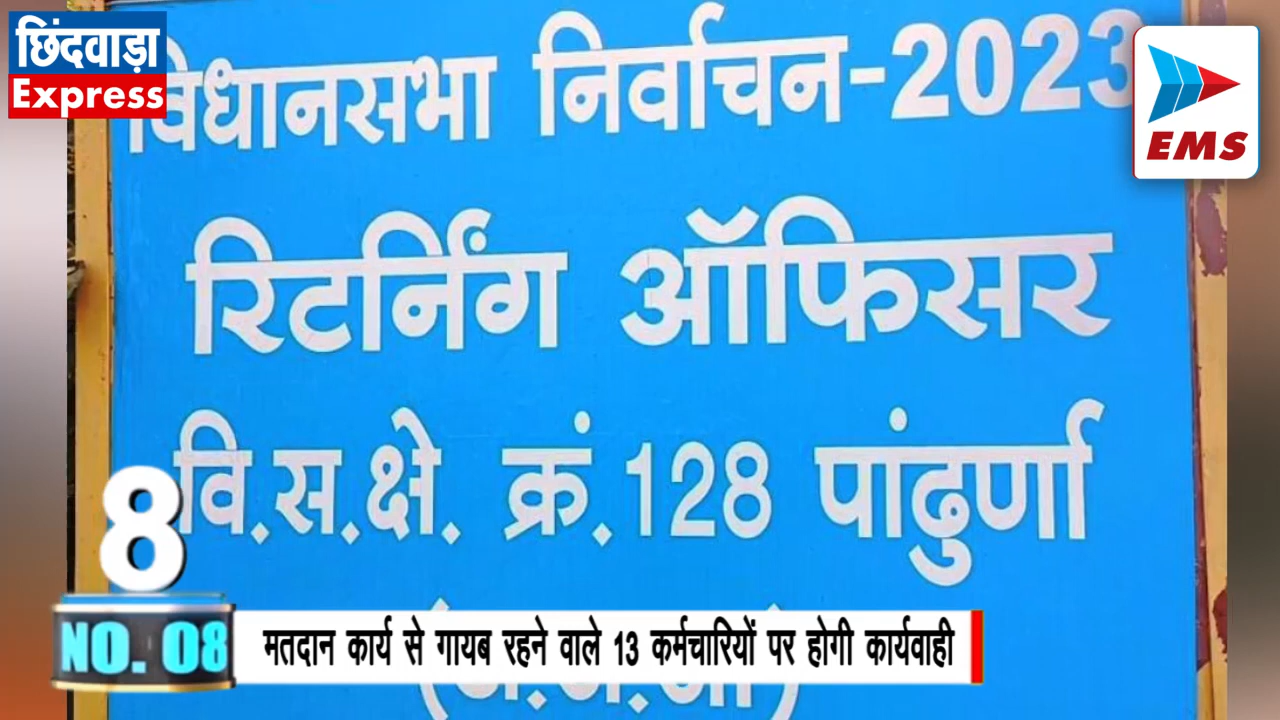 छिंदवाड़ा
Express
EMS
विधानसभा निर्वाचन-2023
रिटर्निंग ऑफिसर
वि.स.क्षे. क्रं.128 पांढुर्णा
8
NO. 08
मतदान कार्य से गायब रहने वाले 13 कर्मचारियों पर होगी कार्यवाही